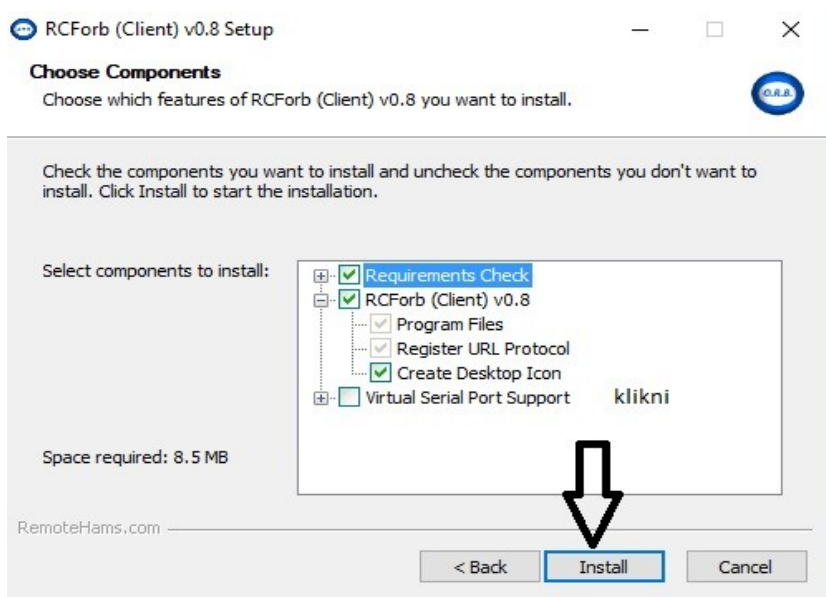 RCForb (Client) v0.8 Setup
Choose Components
Choose which features of RCForb (Client) v0.8 you want to install.
O.R.B.
Check the components you want to install and uncheck the components you don't want to
install. Click Install to start the installation.
Select components to install:
Requirements Check
RCForb (Client) v0.8
Program Files
Register URL Protocol
Create Desktop Icon
Virtual Serial Port Support klikni
Space required: 8.5 MB
RemoteHams.com
< Back Install Cancel